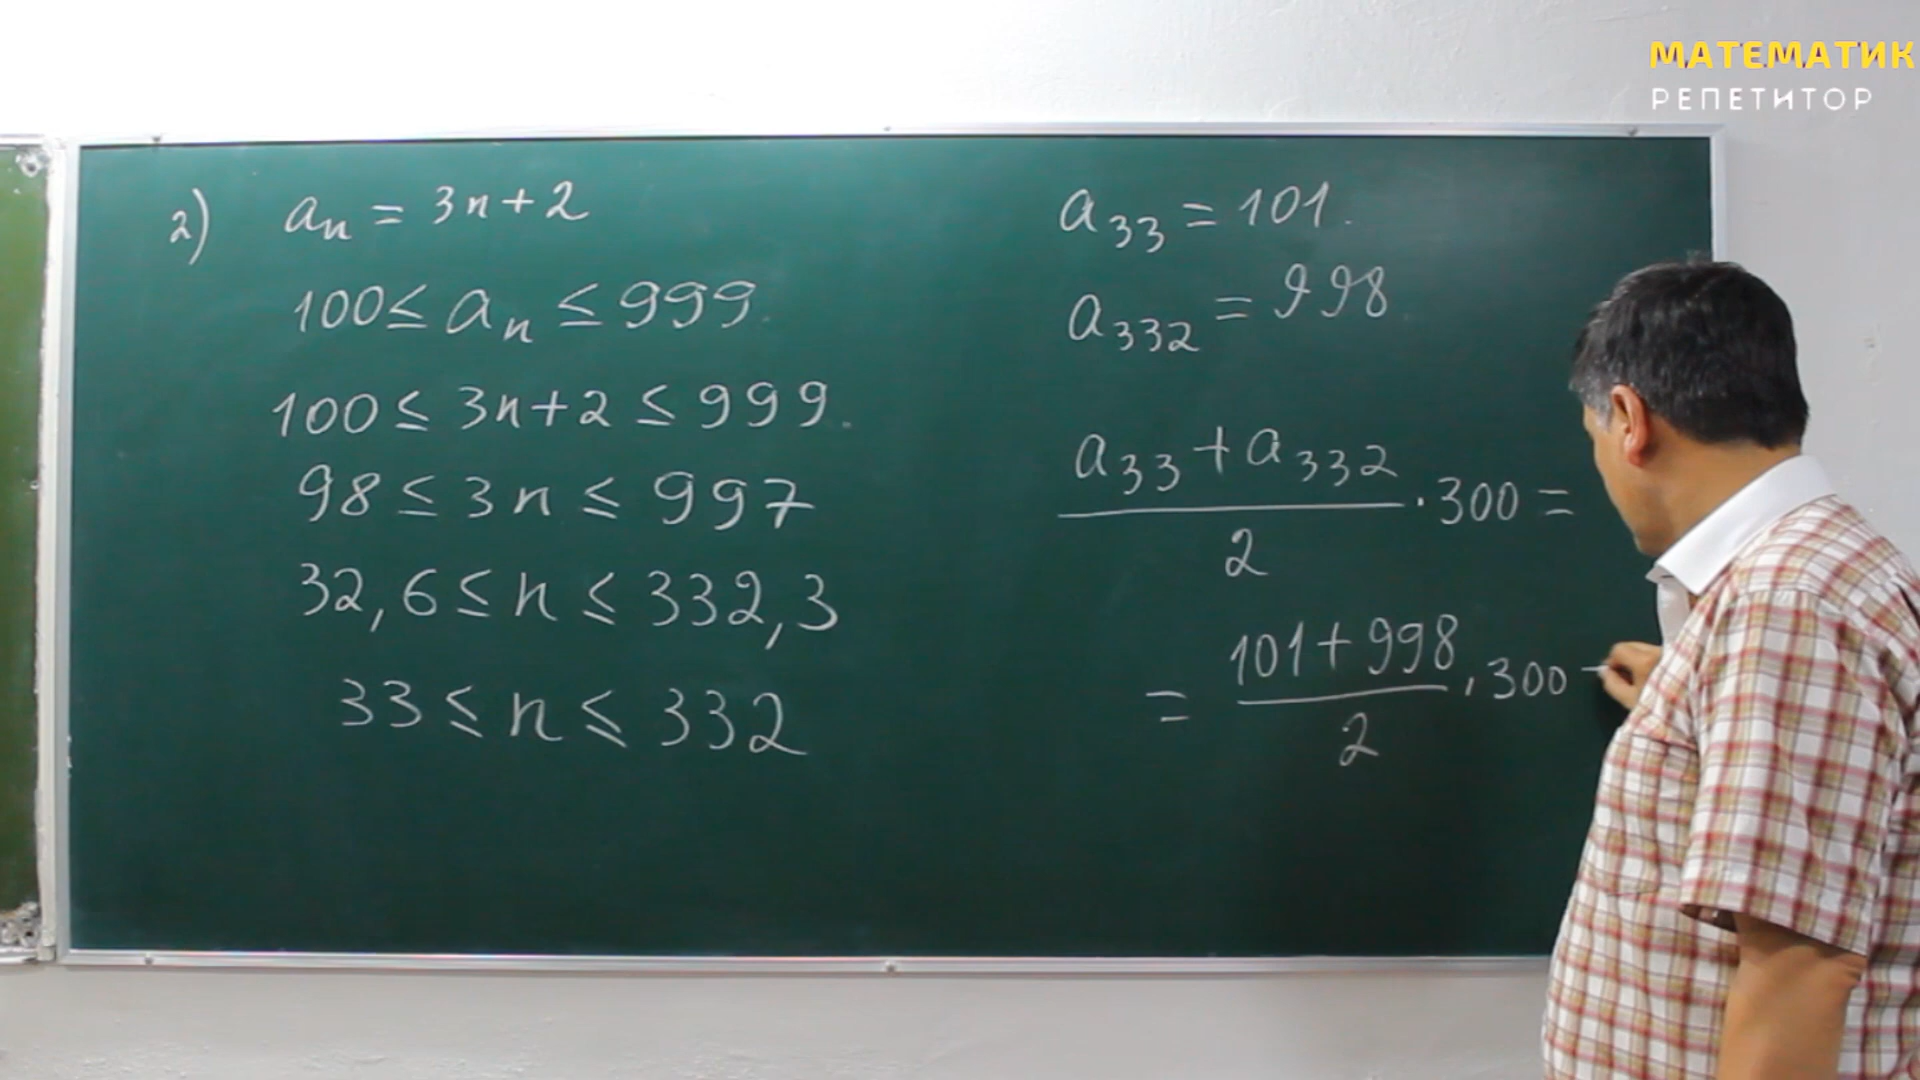 МАТЕМАТИК
РЕПЕТИТОР
2) aₙ = 3n + 2
100 ≤ aₙ ≤ 999.
100 ≤ 3n + 2 ≤ 999.
98 ≤ 3n ≤ 997
32,6 ≤ n ≤ 332,3
33 ≤ n ≤ 332
a₃₃ = 101.
a₃₃₂ = 998
(a₃₃ + a₃₃₂)/2 · 300 =
= (101 + 998)/2 · 300